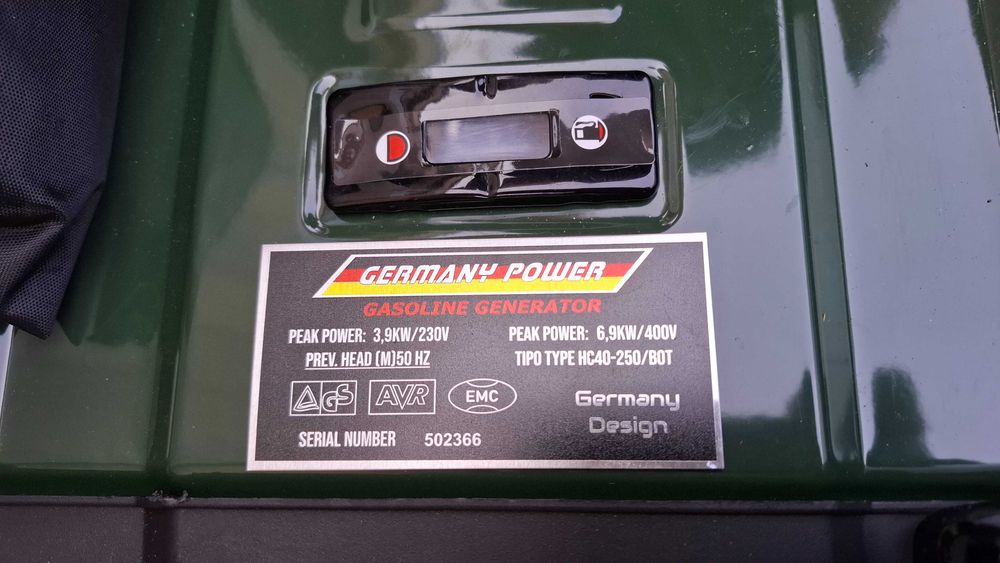 GERMANY POWER
GASOLINE GENERATOR
PEAK POWER: 3,9KW/230V PEAK POWER: 6,9KW/400V
PREV. HEAD (M)50 HZ TIPO TYPE HC40-250/BOT
GS AVR EMC Germany
Design
SERIAL NUMBER 502366